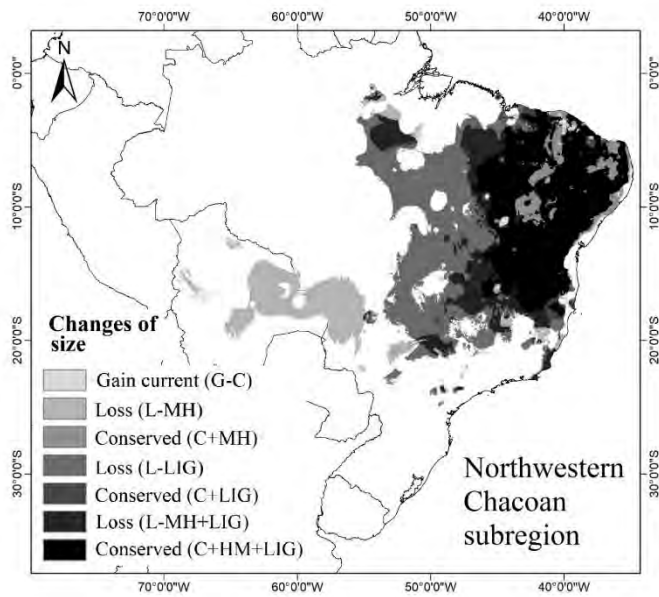 70°0'0"W 60°0'0"W 50°0'0"W 40°0'0"W
N
0°0'0"
0°0'0"
10°0'0"S
10°0'0"S
20°0'0"S
20°0'0"S
30°0'0"S
30°0'0"S
Changes of
size
Gain current (G-C)
Loss (L-MH)
Conserved (C+MH)
Loss (L-LIG)
Conserved (C+LIG)
Loss (L-MH+LIG)
Conserved (C+HM+LIG)
Northwestern
Chacoan
subregion
70°0'0"W 60°0'0"W 50°0'0"W 40°0'0"W